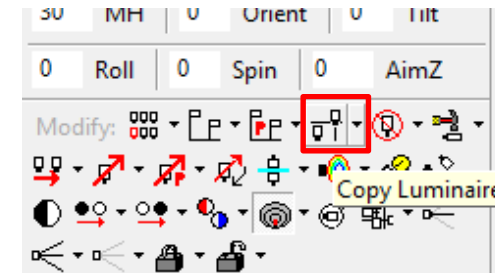 30 MH 0 Orient 0 Tilt
0 Roll 0 Spin 0 AimZ
Modify:
Copy Luminaire